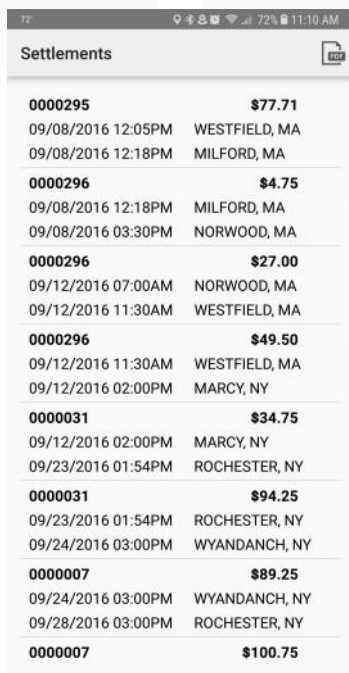 72° 72% 11:10 AM
Settlements
PDF
0000295 $77.71
09/08/2016 12:05PM WESTFIELD, MA
09/08/2016 12:18PM MILFORD, MA
0000296 $4.75
09/08/2016 12:18PM MILFORD, MA
09/08/2016 03:30PM NORWOOD, MA
0000296 $27.00
09/12/2016 07:00AM NORWOOD, MA
09/12/2016 11:30AM WESTFIELD, MA
0000296 $49.50
09/12/2016 11:30AM WESTFIELD, MA
09/12/2016 02:00PM MARCY, NY
0000031 $34.75
09/12/2016 02:00PM MARCY, NY
09/23/2016 01:54PM ROCHESTER, NY
0000031 $94.25
09/23/2016 01:54PM ROCHESTER, NY
09/24/2016 03:00PM WYANDANCH, NY
0000007 $89.25
09/24/2016 03:00PM WYANDANCH, NY
09/28/2016 03:00PM ROCHESTER, NY
0000007 $100.75